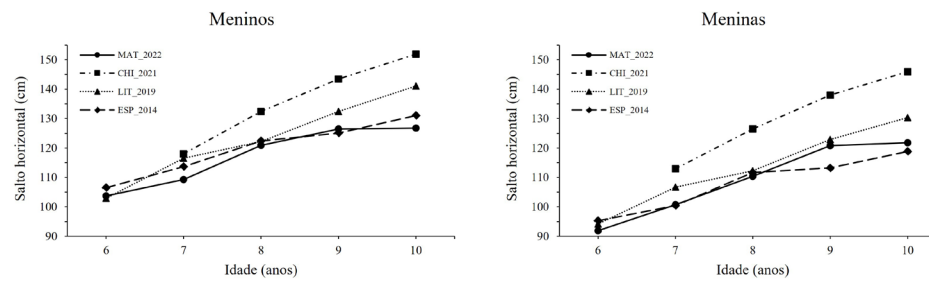 Meninos
MAT_2022
CHI_2021
LIT_2019
ESP_2014
Salto horizontal (cm)
150
140
130
120
110
100
90
6 7 8 9 10
Idade (anos)
Meninas
MAT_2022
CHI_2021
LIT_2019
ESP_2014
Salto horizontal (cm)
150
140
130
120
110
100
90
6 7 8 9 10
Idade (anos)